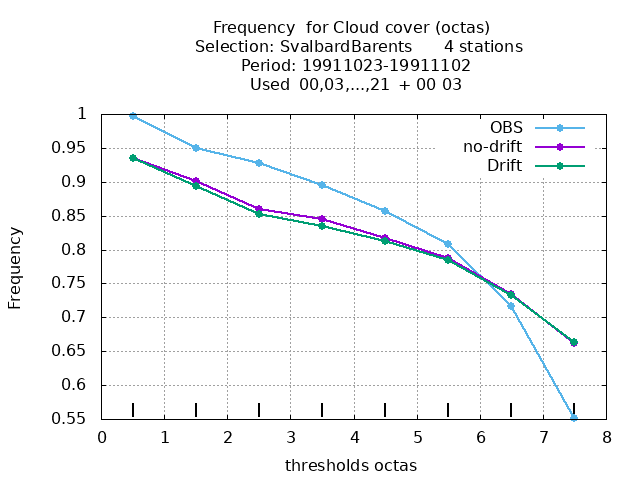 Frequency  for Cloud cover (octas)
Selection: SvalbardBarents      4 stations
Period: 19911023-19911102
Used  00,03,...,21  + 00 03
OBS
no-drift
Drift
Frequency
1
0.95
0.9
0.85
0.8
0.75
0.7
0.65
0.6
0.55
0 1 2 3 4 5 6 7 8
thresholds octas